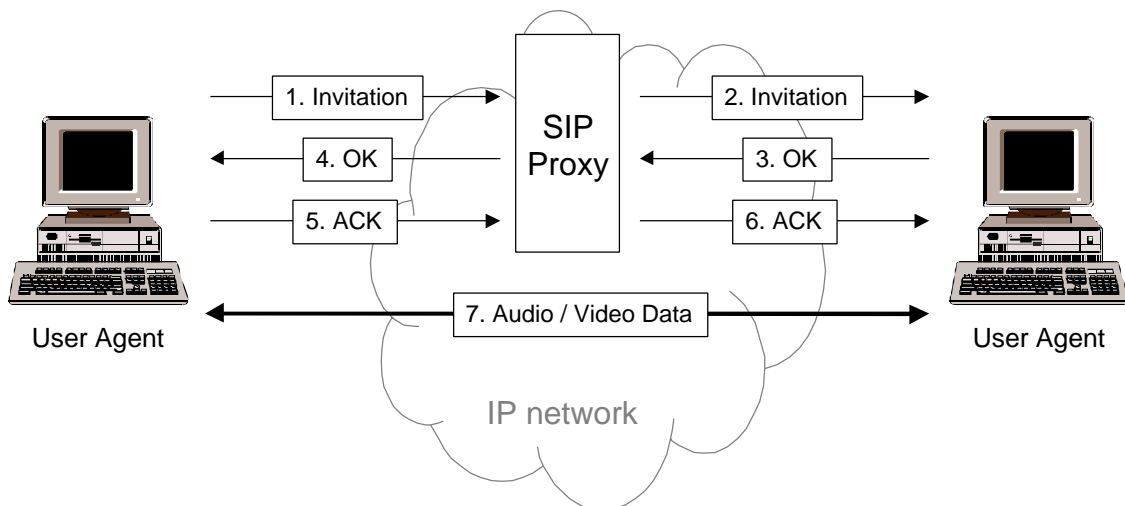 1. Invitation
2. Invitation
SIP
Proxy
4. OK
3. OK
5. ACK
6. ACK
7. Audio / Video Data
User Agent
User Agent
IP network